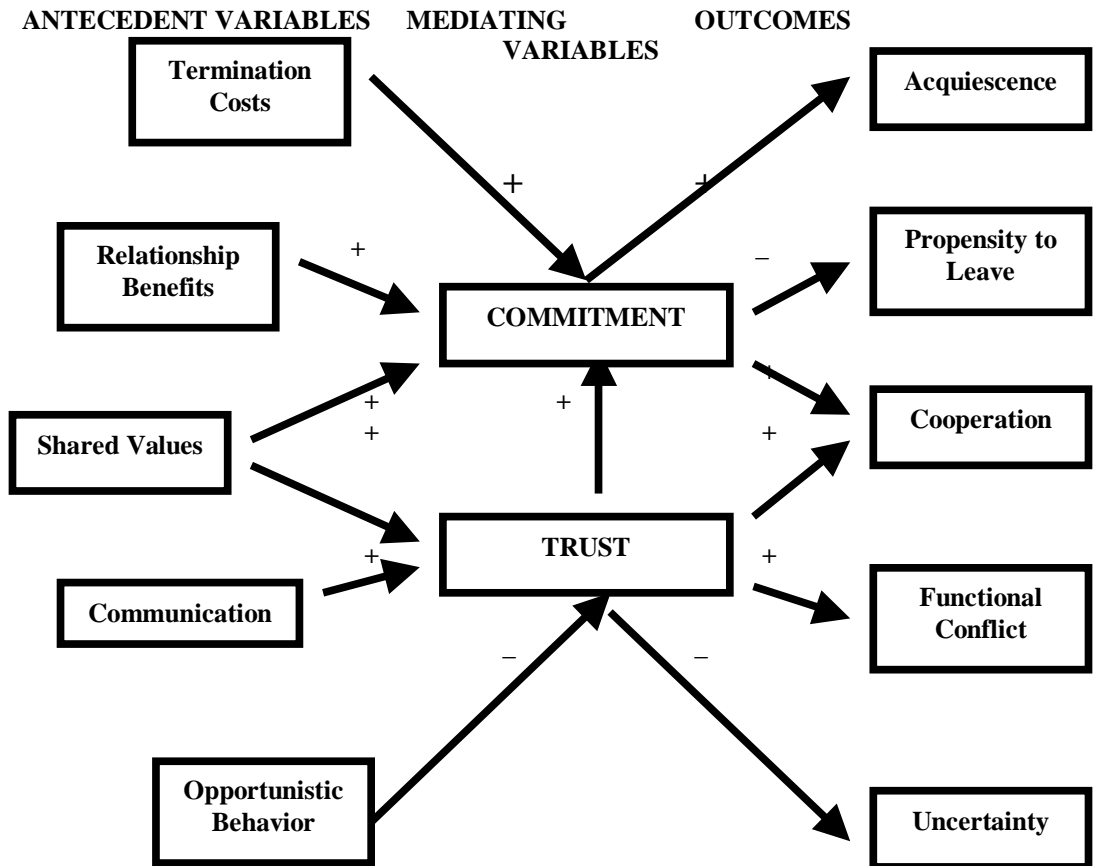 ANTECEDENT VARIABLES MEDIATING VARIABLES OUTCOMES
Termination
Costs
Acquiescence
+
+
Relationship
Benefits
+
–
Propensity to
Leave
COMMITMENT
+
Shared Values
+
+
+
+
Cooperation
TRUST
+
+
Communication
Functional
Conflict
–
–
Opportunistic
Behavior
Uncertainty